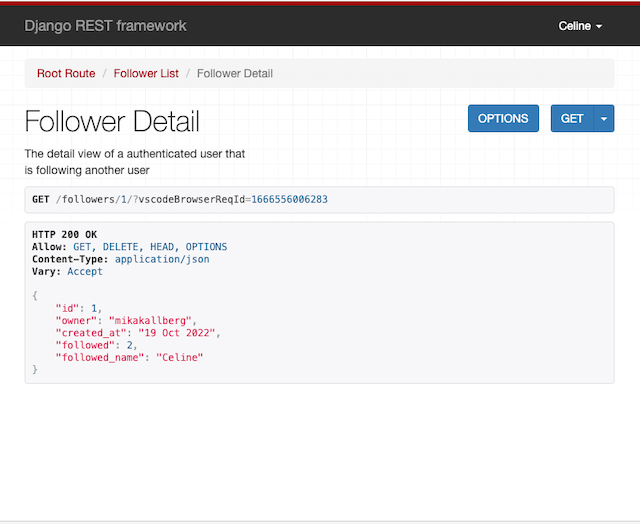 Django REST framework
Celine
Root Route / Follower List / Follower Detail
Follower Detail
OPTIONS
GET
The detail view of a authenticated user that
is following another user
GET /followers/1/?vscodeBrowserReqId=1666556006283
HTTP 200 OK
Allow: GET, DELETE, HEAD, OPTIONS
Content-Type: application/json
Vary: Accept
{
    "id": 1,
    "owner": "mikakallberg",
    "created_at": "19 Oct 2022",
    "followed": 2,
    "followed_name": "Celine"
}